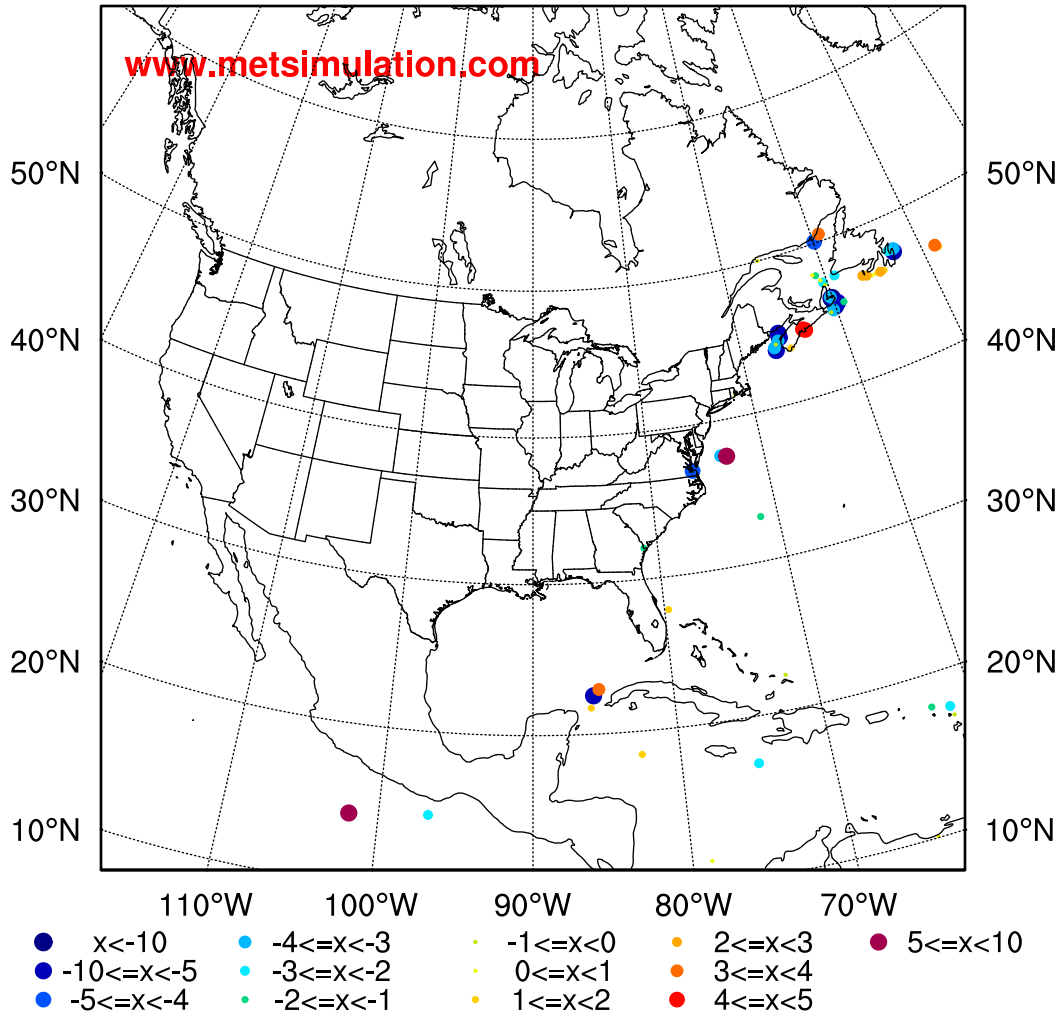 www.metsimulation.com
50°N 50°N
40°N 40°N
30°N 30°N
20°N 20°N
10°N 10°N
110°W 100°W 90°W 80°W 70°W
x<-10 -4<=x<-3 -1<=x<0 2<=x<3 5<=x<10
-10<=x<-5 -3<=x<-2 0<=x<1 3<=x<4
-5<=x<-4 -2<=x<-1 1<=x<2 4<=x<5